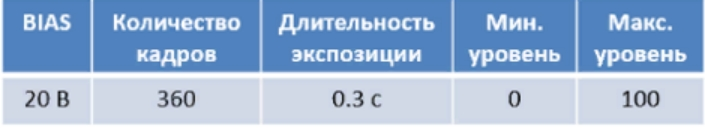 BIAS Количество кадров Длительность экспозиции Мин. уровень Макс. уровень
20 В 360 0.3 с 0 100